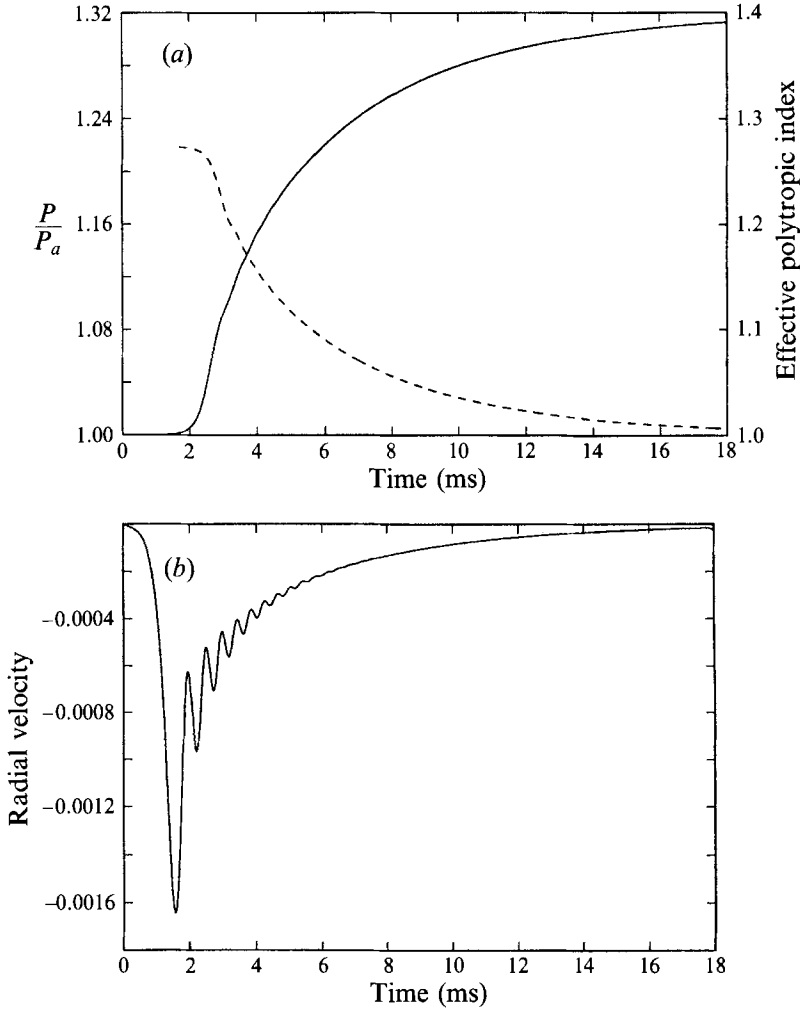 (a)
1.32
1.24
1.16
1.08
1.00
P
P_a
1.4
1.3
1.2
1.1
1.0
Effective polytropic index
0 2 4 6 8 10 12 14 16 18
Time (ms)
(b)
−0.0004
−0.0008
−0.0012
−0.0016
Radial velocity
0 2 4 6 8 10 12 14 16 18
Time (ms)